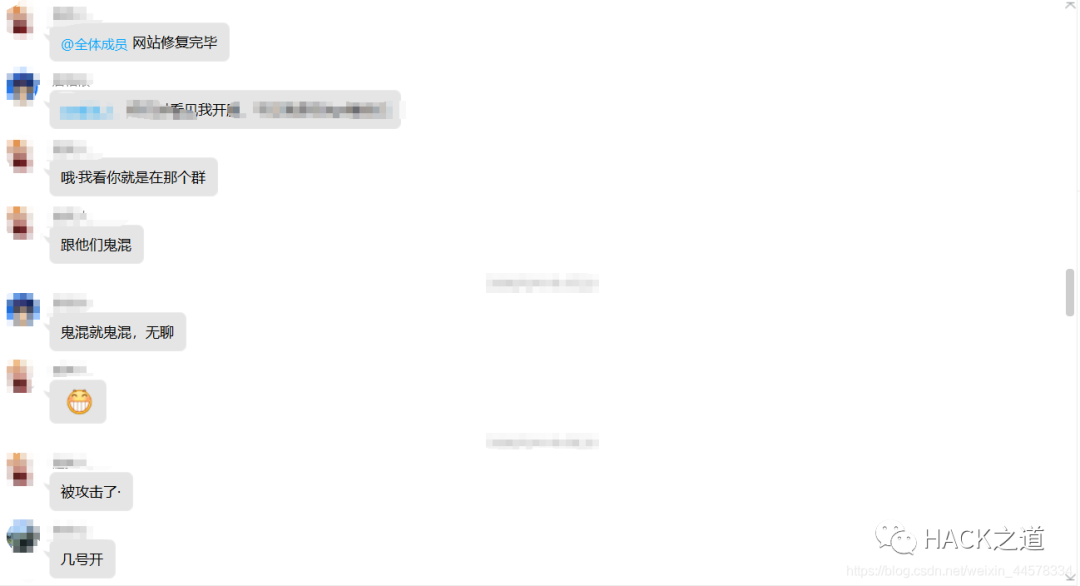 @全体成员 网站修复完毕
看见我开
哦·我看你就是在那个群
跟他们鬼混
鬼混就鬼混，无聊
被攻击了·
几号开
HACK之道
https://blog.csdn.net/weixin_44578334